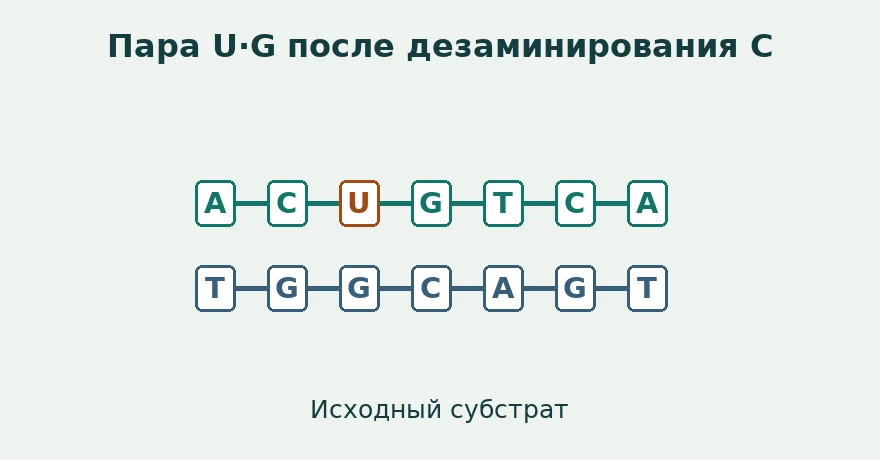 Пара U·G после дезаминирования C
A C U G T C A
T G G C A G T
Исходный субстрат